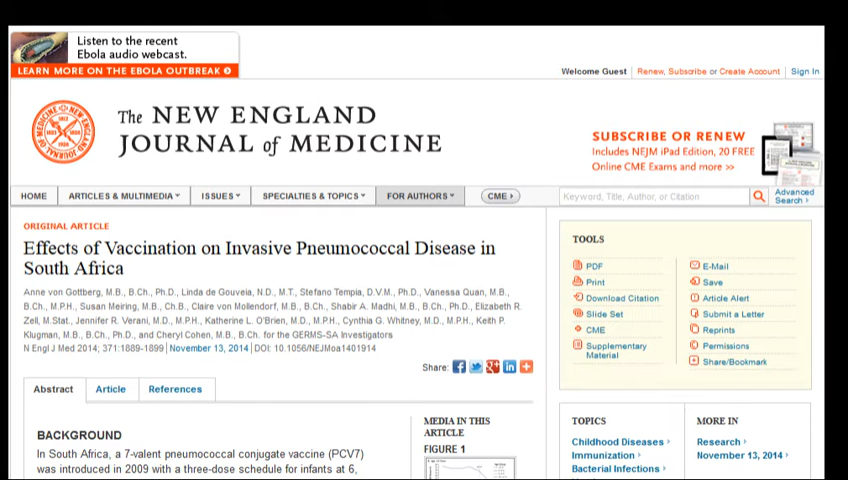 Listen to the recent
Ebola audio webcast.
LEARN MORE ON THE EBOLA OUTBREAK
Welcome Guest | Renew, Subscribe or Create Account | Sign In
The NEW ENGLAND
JOURNAL of MEDICINE
SUBSCRIBE OR RENEW
Includes NEJM iPad Edition, 20 FREE
Online CME Exams and more >>
HOME ARTICLES & MULTIMEDIA ISSUES SPECIALTIES & TOPICS FOR AUTHORS CME
Keyword, Title, Author, or Citation
Advanced
Search
ORIGINAL ARTICLE
Effects of Vaccination on Invasive Pneumococcal Disease in
South Africa
Anne von Gottberg, M.B., B.Ch., Ph.D., Linda de Gouveia, N.D., M.T., Stefano Tempia, D.V.M., Ph.D., Vanessa Quan, M.B.,
B.Ch., M.P.H., Susan Meiring, M.B., Ch.B., Claire von Mollendorf, M.B., B.Ch., Shabir A. Madhi, M.B., B.Ch., Ph.D., Elizabeth R.
Zell, M.Stat., Jennifer R. Verani, M.D., M.P.H., Katherine L. O'Brien, M.D., M.P.H., Cynthia G. Whitney, M.D., M.P.H., Keith P.
Klugman, M.B., B.Ch., Ph.D., and Cheryl Cohen, M.B., B.Ch. for the GERMS-SA Investigators
N Engl J Med 2014; 371:1889-1899 | November 13, 2014 | DOI: 10.1056/NEJMoa1401914
Share:
Abstract Article References
BACKGROUND
In South Africa, a 7-valent pneumococcal conjugate vaccine (PCV7)
was introduced in 2009 with a three-dose schedule for infants at 6,
MEDIA IN THIS
ARTICLE
FIGURE 1
TOOLS
PDF
Print
Download Citation
Slide Set
CME
Supplementary
Material
E-Mail
Save
Article Alert
Submit a Letter
Reprints
Permissions
Share/Bookmark
TOPICS
Childhood Diseases
Immunization
Bacterial Infections
MORE IN
Research
November 13, 2014